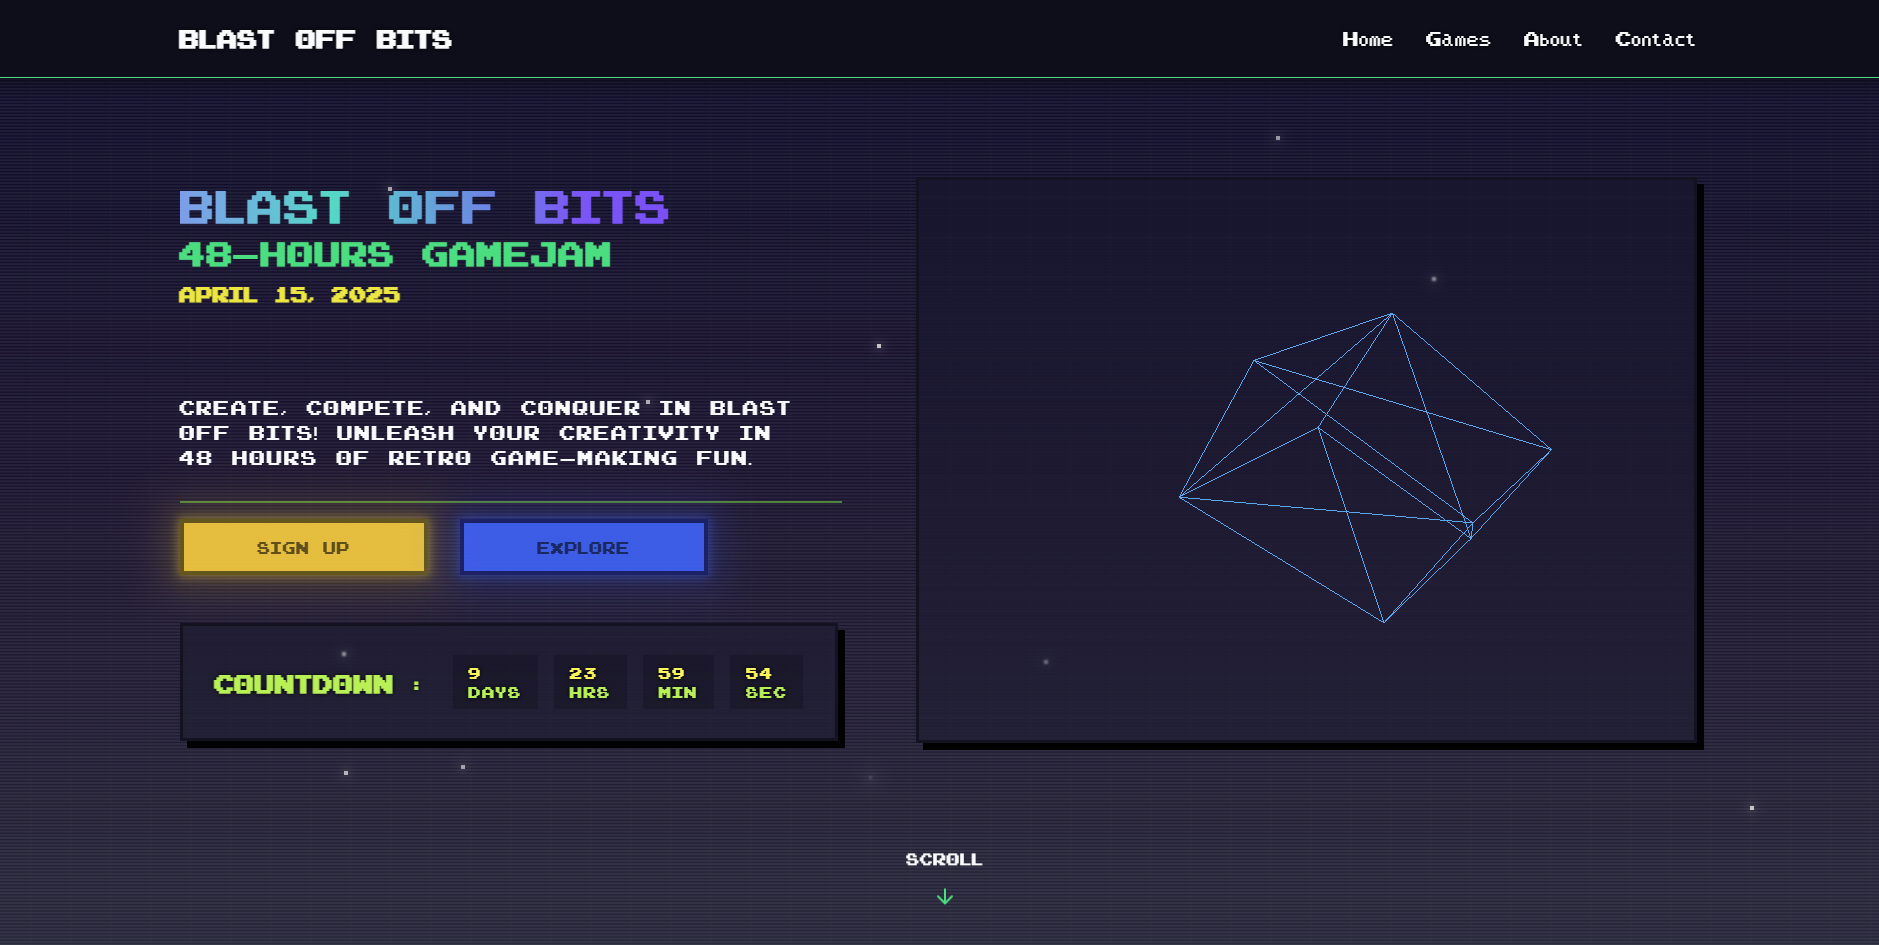 BLAST OFF BITS
Home Games About Contact
BLAST OFF BITS
48-HOURS GAMEJAM
APRIL 15, 2025
CREATE, COMPETE, AND CONQUER IN BLAST
OFF BITS! UNLEASH YOUR CREATIVITY IN
48 HOURS OF RETRO GAME-MAKING FUN.
SIGN UP
EXPLORE
COUNTDOWN :
9
DAYS
23
HRS
59
MIN
54
SEC
SCROLL